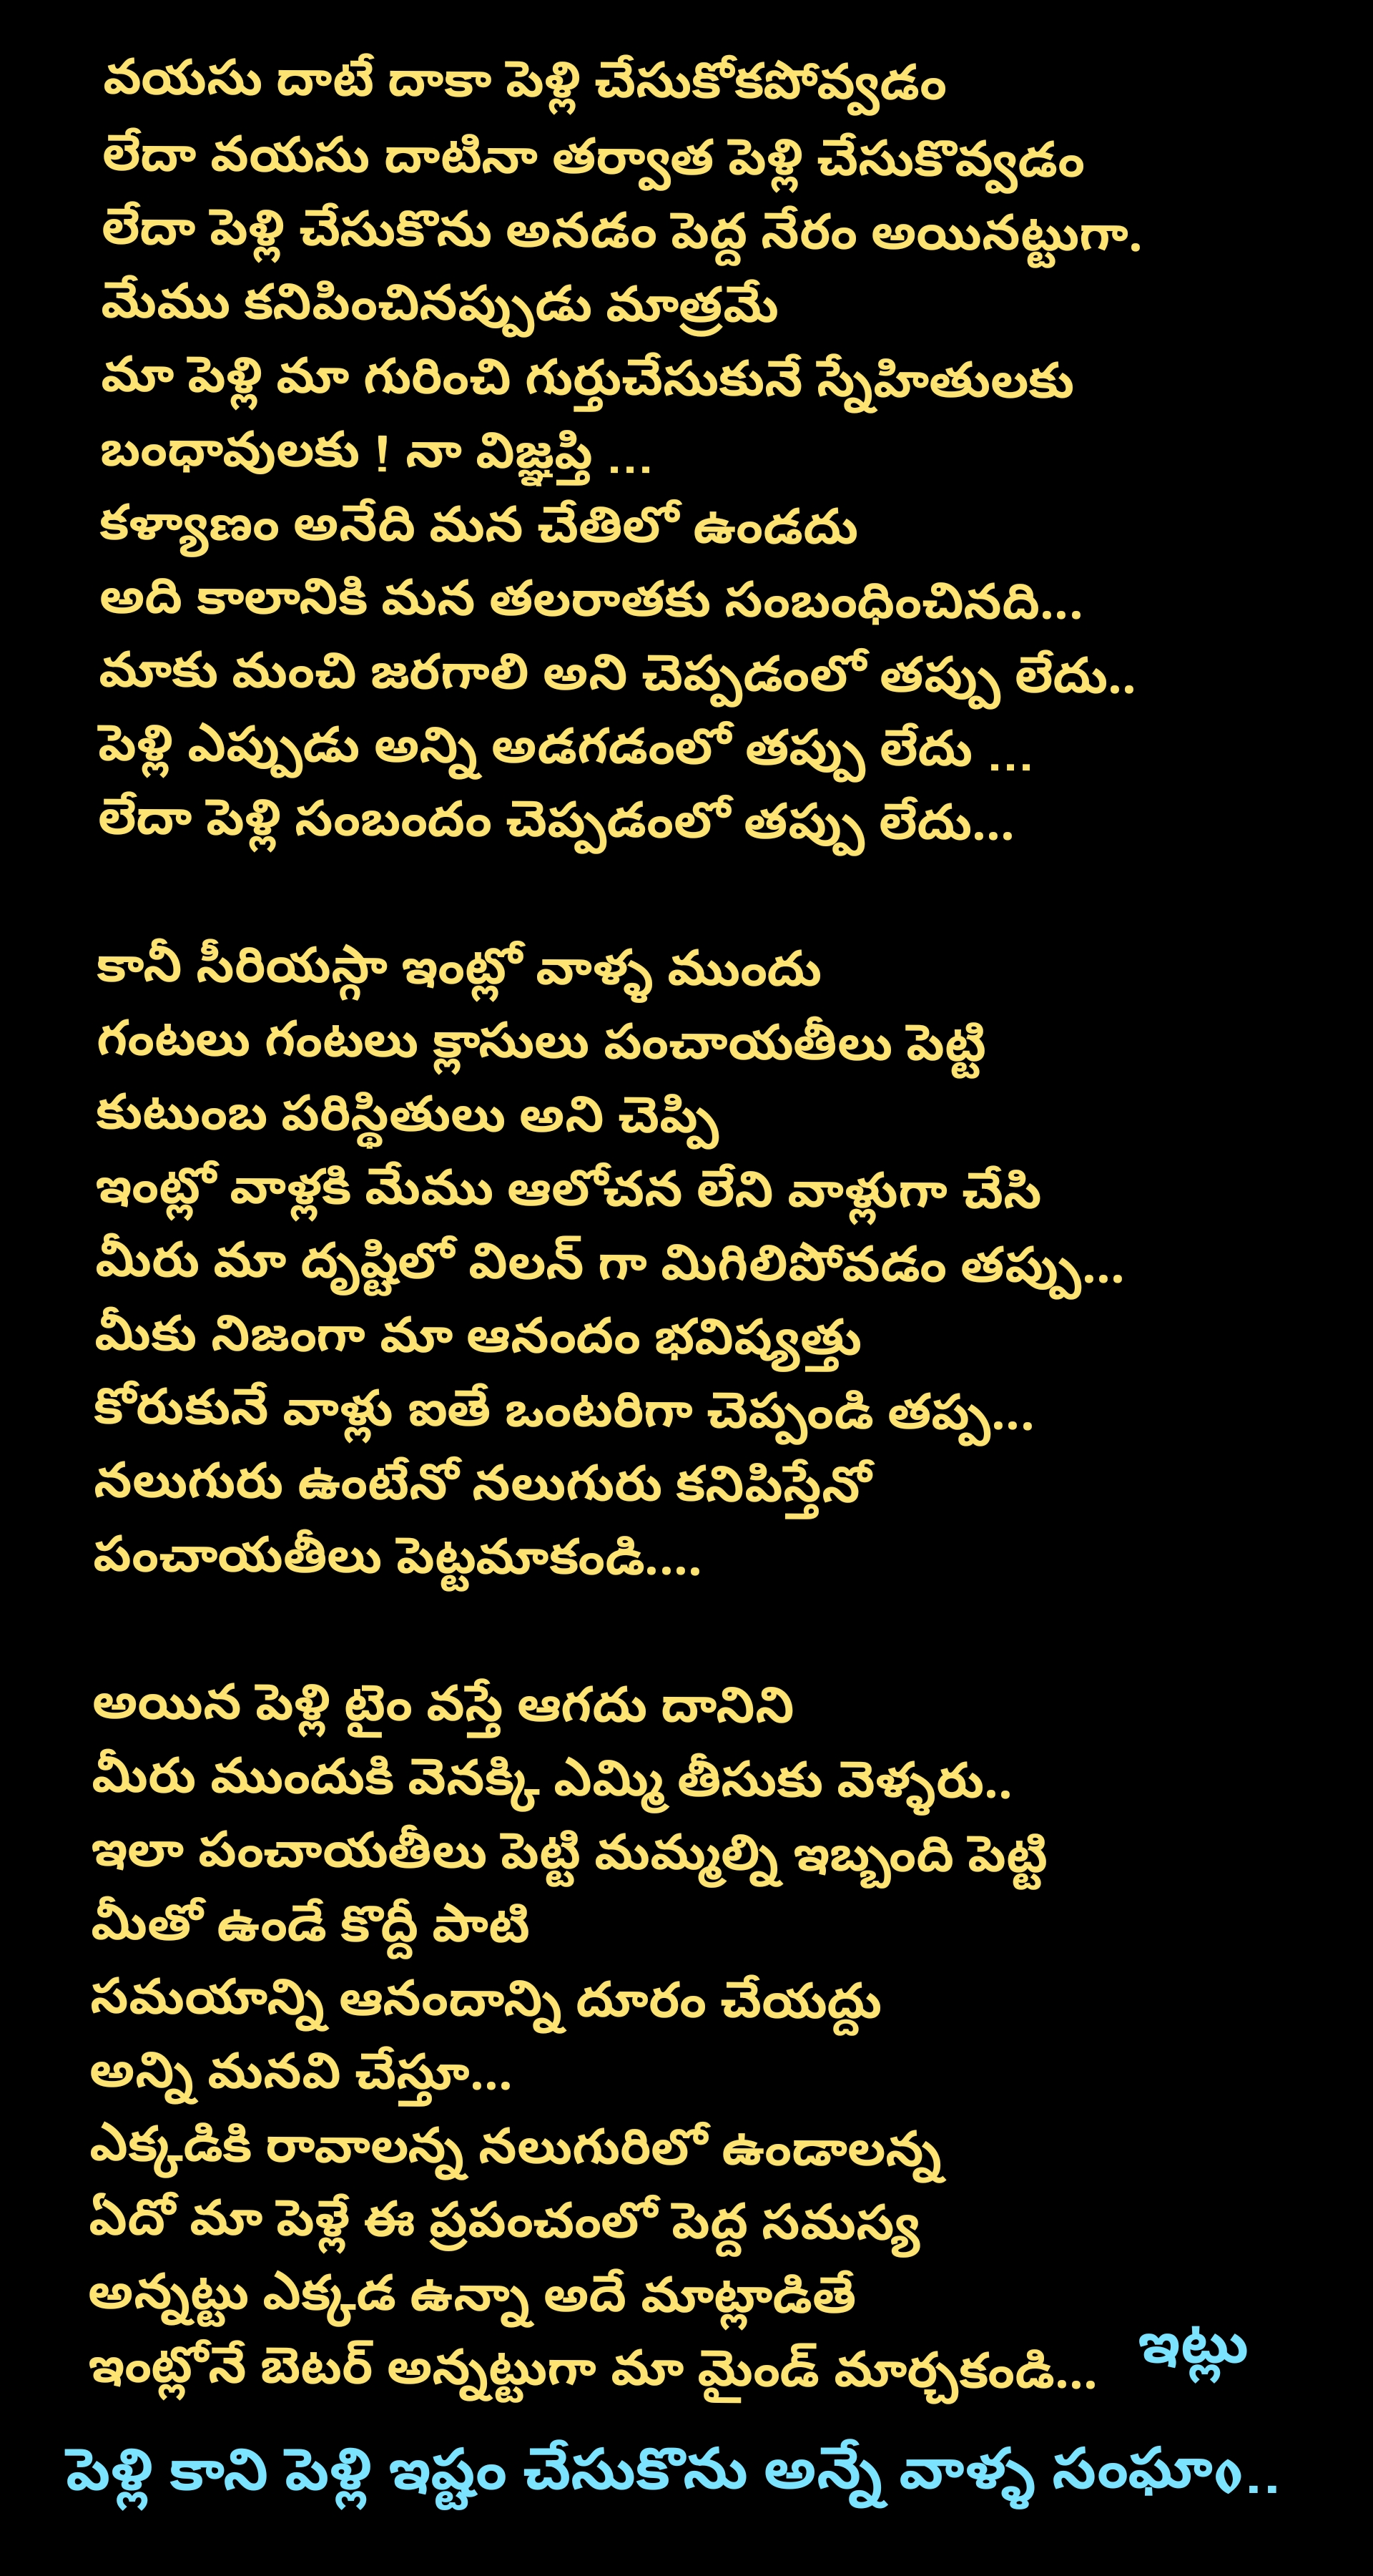 వయసు దాటే దాకా పెళ్లి చేసుకోకపోవ్వడం
లేదా వయసు దాటినా తర్వాత పెళ్లి చేసుకొవ్వడం
లేదా పెళ్లి చేసుకొను అనడం పెద్ద నేరం అయినట్టుగా.
మేము కనిపించినప్పుడు మాత్రమే
మా పెళ్లి మా గురించి గుర్తుచేసుకునే స్నేహితులకు
బంధావులకు ! నా విజ్ఞప్తి ...
కళ్యాణం అనేది మన చేతిలో ఉండదు
అది కాలానికి మన తలరాతకు సంబంధించినది...
మాకు మంచి జరగాలి అని చెప్పడంలో తప్పు లేదు..
పెళ్లి ఎప్పుడు అన్ని అడగడంలో తప్పు లేదు ...
లేదా పెళ్లి సంబందం చెప్పడంలో తప్పు లేదు...
కానీ సీరియస్గా ఇంట్లో వాళ్ళ ముందు
గంటలు గంటలు క్లాసులు పంచాయతీలు పెట్టి
కుటుంబ పరిస్థితులు అని చెప్పి
ఇంట్లో వాళ్లకి మేము ఆలోచన లేని వాళ్లుగా చేసి
మీరు మా దృష్టిలో విలన్ గా మిగిలిపోవడం తప్పు...
మీకు నిజంగా మా ఆనందం భవిష్యత్తు
కోరుకునే వాళ్లు ఐతే ఒంటరిగా చెప్పండి తప్ప...
నలుగురు ఉంటేనో నలుగురు కనిపిస్తేనో
పంచాయతీలు పెట్టమాకండి....
అయిన పెళ్లి టైం వస్తే ఆగదు దానిని
మీరు ముందుకి వెనక్కి ఎమ్మి తీసుకు వెళ్ళరు..
ఇలా పంచాయతీలు పెట్టి మమ్మల్ని ఇబ్బంది పెట్టి
మీతో ఉండే కొద్దీ పాటి
సమయాన్ని ఆనందాన్ని దూరం చేయద్దు
అన్ని మనవి చేస్తూ...
ఎక్కడికి రావాలన్న నలుగురిలో ఉండాలన్న
ఏదో మా పెళ్లే ఈ ప్రపంచంలో పెద్ద సమస్య
అన్నట్టు ఎక్కడ ఉన్నా అదే మాట్లాడితే
ఇంట్లోనే బెటర్ అన్నట్టుగా మా మైండ్ మార్చకండి...
ఇట్లు
పెళ్లి కాని పెళ్లి ఇష్టం చేసుకొను అన్నే వాళ్ళ సంఘాం..